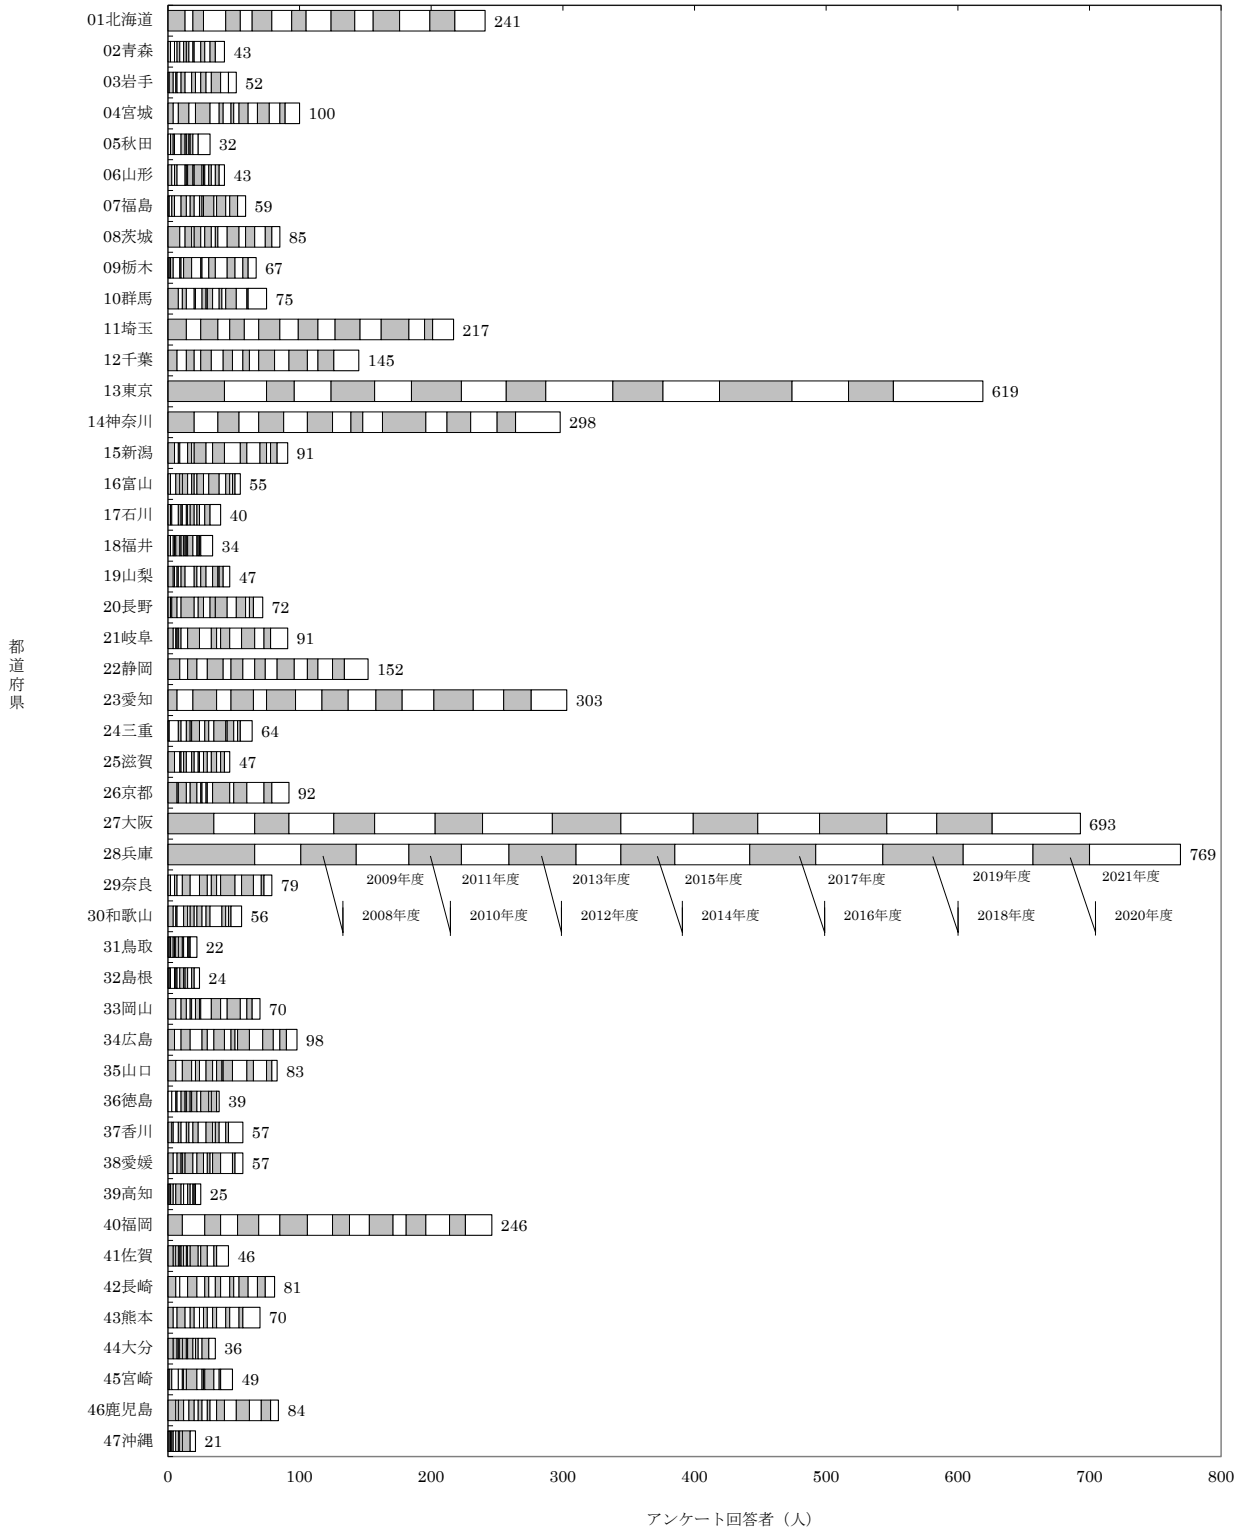 01北海道 241
02青森 43
03岩手 52
04宮城 100
05秋田 32
06山形 43
07福島 59
08茨城 85
09栃木 67
10群馬 75
11埼玉 217
12千葉 145
13東京 619
14神奈川 298
15新潟 91
16富山 55
17石川 40
18福井 34
19山梨 47
20長野 72
21岐阜 91
都道府県
22静岡 152
23愛知 303
24三重 64
25滋賀 47
26京都 92
27大阪 693
28兵庫 769
29奈良 79
2009年度 2011年度 2013年度 2015年度 2017年度 2019年度 2021年度
30和歌山 56
2008年度 2010年度 2012年度 2014年度 2016年度 2018年度 2020年度
31鳥取 22
32島根 24
33岡山 70
34広島 98
35山口 83
36徳島 39
37香川 57
38愛媛 57
39高知 25
40福岡 246
41佐賀 46
42長崎 81
43熊本 70
44大分 36
45宮崎 49
46鹿児島 84
47沖縄 21
0 100 200 300 400 500 600 700 800
アンケート回答者（人）